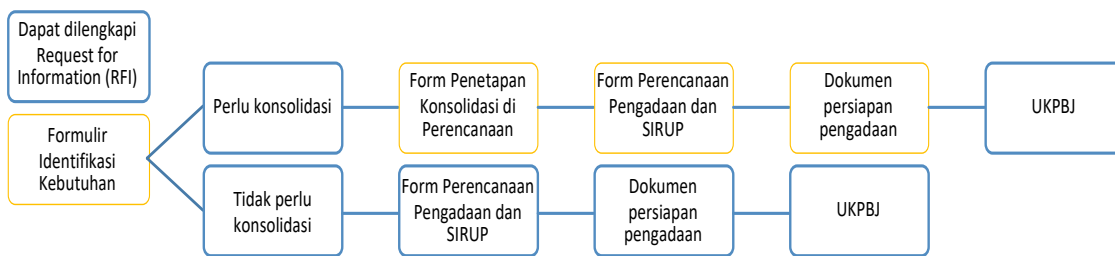 Dapat dilengkapi
Request for
Information (RFI)
Formulir
Identifikasi
Kebutuhan
Perlu konsolidasi
Form Penetapan
Konsolidasi di
Perencanaan
Form Perencanaan
Pengadaan dan
SIRUP
Dokumen
persiapan
pengadaan
UKPBJ
Tidak perlu
konsolidasi
Form Perencanaan
Pengadaan dan
SIRUP
Dokumen
persiapan
pengadaan
UKPBJ